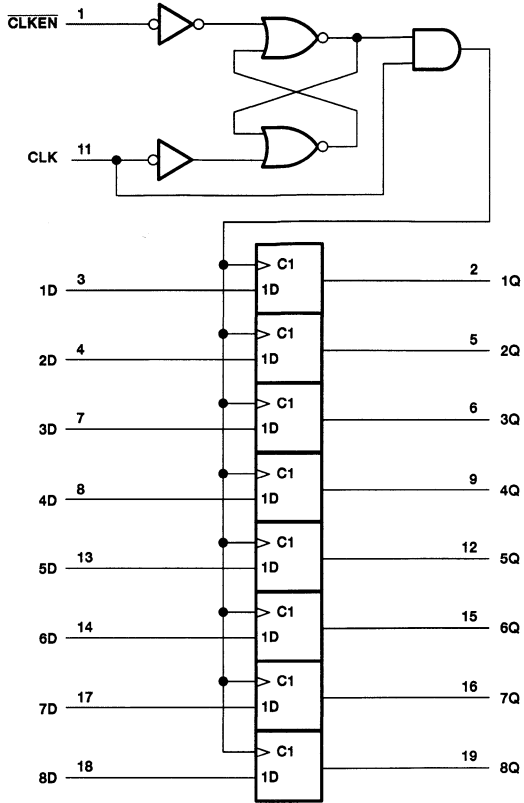 C̅L̅K̅E̅N̅ 1
CLK 11
C1
1D 3 1D 2 1Q
C1
2D 4 1D 5 2Q
C1
3D 7 1D 6 3Q
C1
4D 8 1D 9 4Q
C1
5D 13 1D 12 5Q
C1
6D 14 1D 15 6Q
C1
7D 17 1D 16 7Q
C1
8D 18 1D 19 8Q